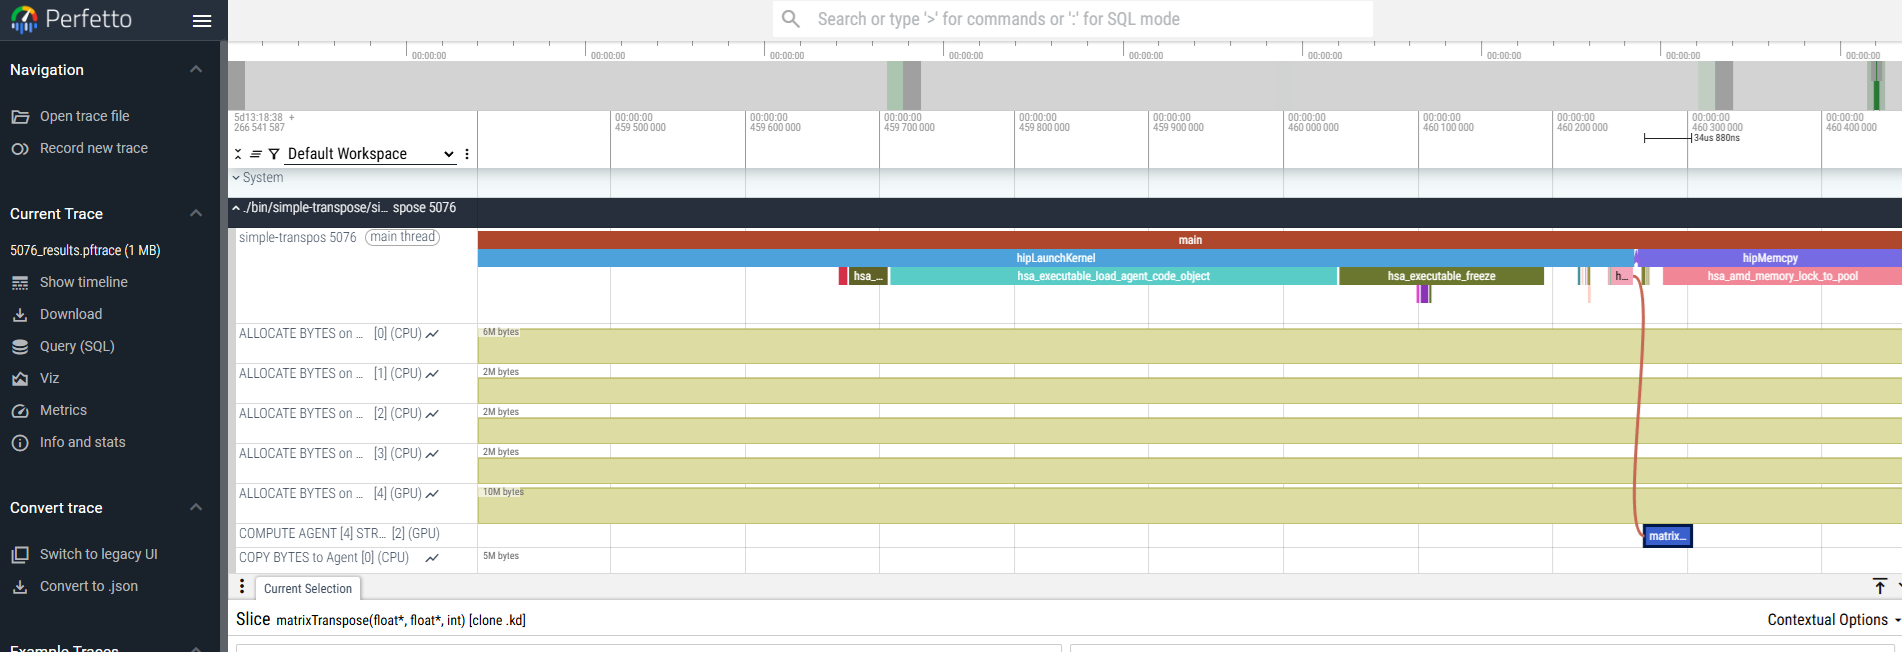 Perfetto
Search or type '>' for commands or ':' for SQL mode
Navigation
Open trace file
Record new trace
Current Trace
5076_results.pftrace (1 MB)
Show timeline
Download
Query (SQL)
Viz
Metrics
Info and stats
Convert trace
Switch to legacy UI
Convert to .json
Example Traces
00:00:00 00:00:00 00:00:00 00:00:00 00:00:00 00:00:00 00:00:00 00:00:00 00:00:00
5d13:18:38 +
266 541 587
00:00:00 00:00:00 00:00:00 00:00:00 00:00:00 00:00:00 00:00:00 00:00:00 00:00:00 00:00:00
459 500 000 459 600 000 459 700 000 459 800 000 459 900 000 460 000 000 460 100 000 460 200 000 460 300 000 460 400 000
34us 880ns
Default Workspace
System
./bin/simple-transpose/si... spose 5076
simple-transpos 5076 main thread
main
hipLaunchKernel hipMemcpy
hsa_... hsa_executable_load_agent_code_object hsa_executable_freeze h... hsa_amd_memory_lock_to_pool
ALLOCATE BYTES on ... [0] (CPU) 6M bytes
ALLOCATE BYTES on ... [1] (CPU) 2M bytes
ALLOCATE BYTES on ... [2] (CPU) 2M bytes
ALLOCATE BYTES on ... [3] (CPU) 2M bytes
ALLOCATE BYTES on ... [4] (GPU) 10M bytes
COMPUTE AGENT [4] STR... [2] (GPU) matrix...
COPY BYTES to Agent [0] (CPU) 5M bytes
Current Selection
Slice matrixTranspose(float*, float*, int) [clone .kd]
Contextual Options